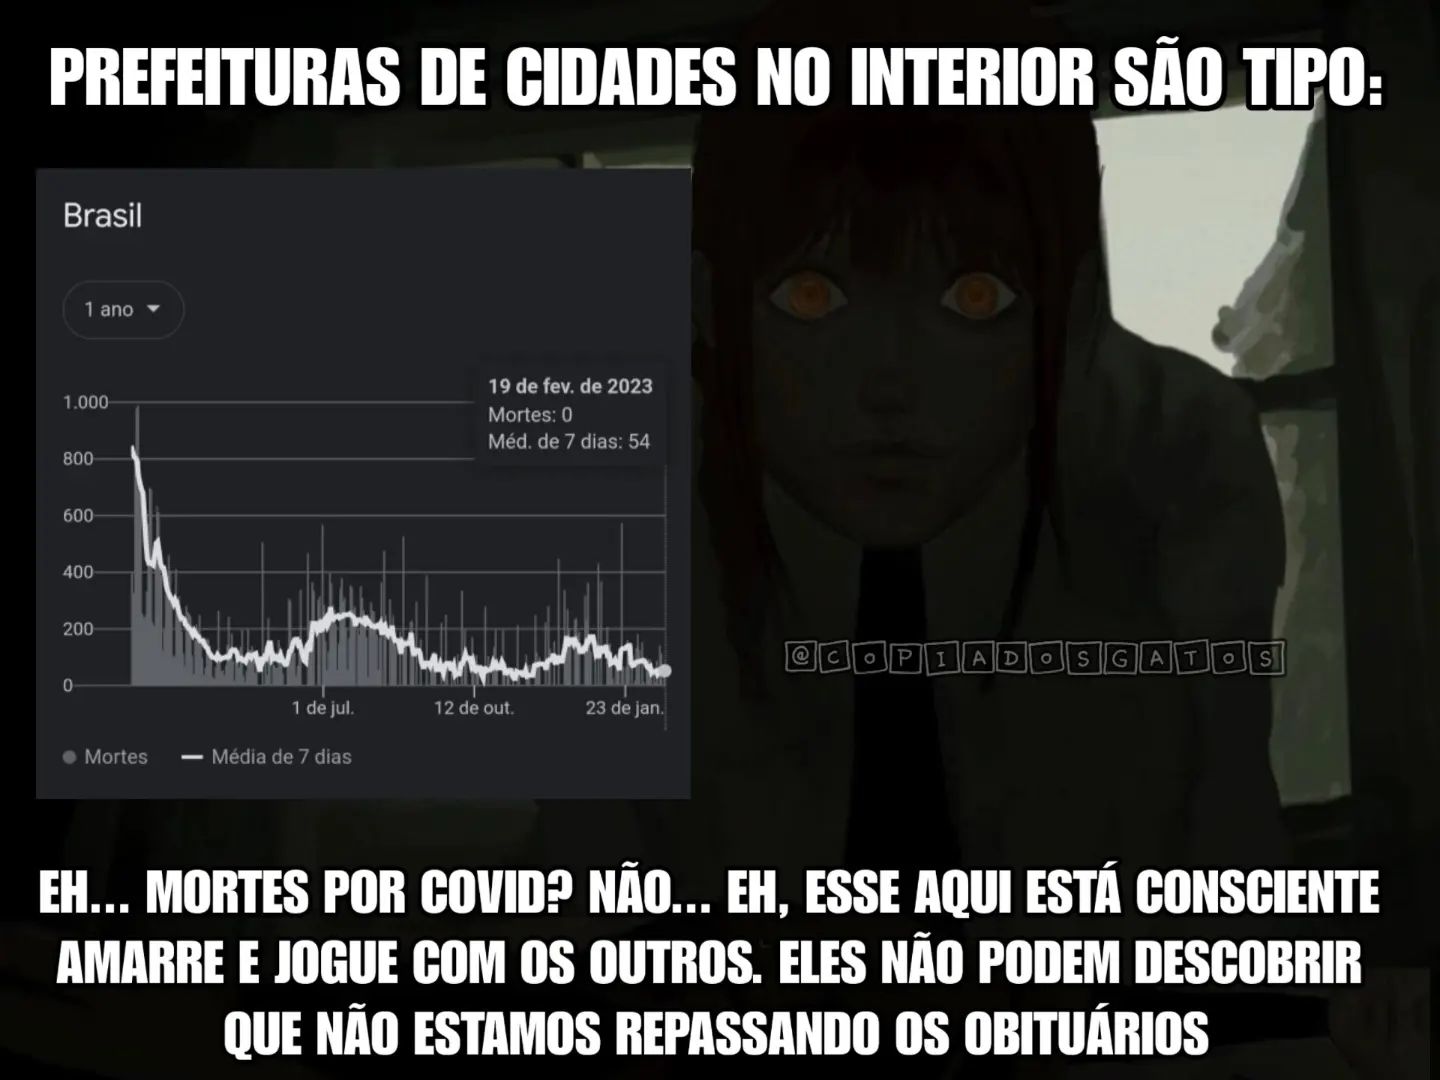 PREFEITURAS DE CIDADES NO INTERIOR SÃO TIPO:
Brasil
1 ano
19 de fev. de 2023
Mortes: 0
Méd. de 7 dias: 54
1.000
800
600
400
200
0
1 de jul.
12 de out.
23 de jan.
Mortes
Média de 7 dias
@COPIADOSGATOS
EH... MORTES POR COVID? NÃO... EH, ESSE AQUI ESTÁ CONSCIENTE
AMARRE E JOGUE COM OS OUTROS. ELES NÃO PODEM DESCOBRIR
QUE NÃO ESTAMOS REPASSANDO OS OBITUÁRIOS